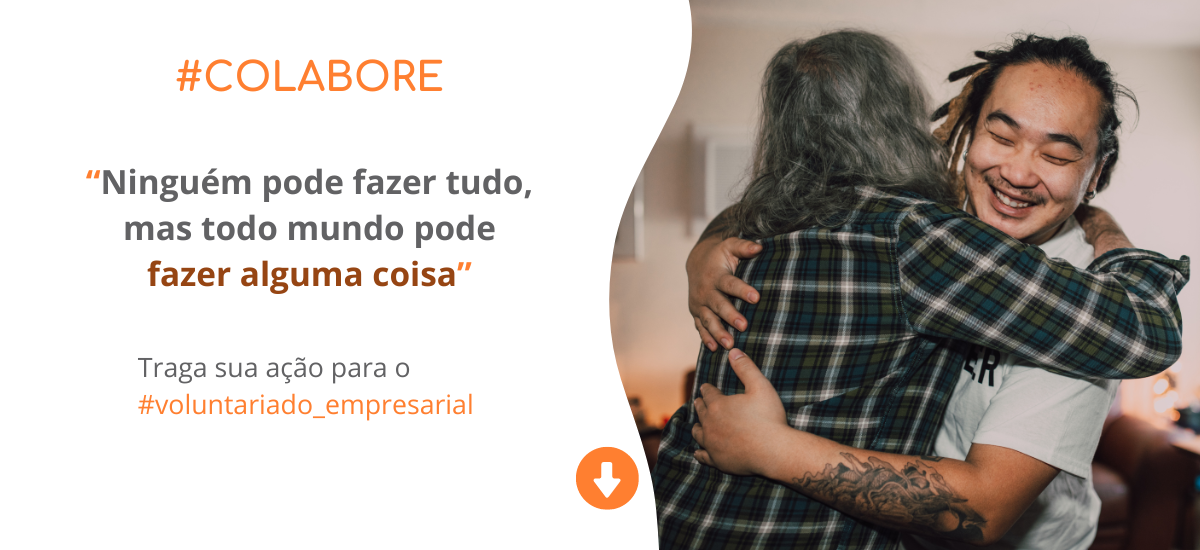 #COLABORE
“Ninguém pode fazer tudo,
mas todo mundo pode
fazer alguma coisa”
Traga sua ação para o
#voluntariado_empresarial